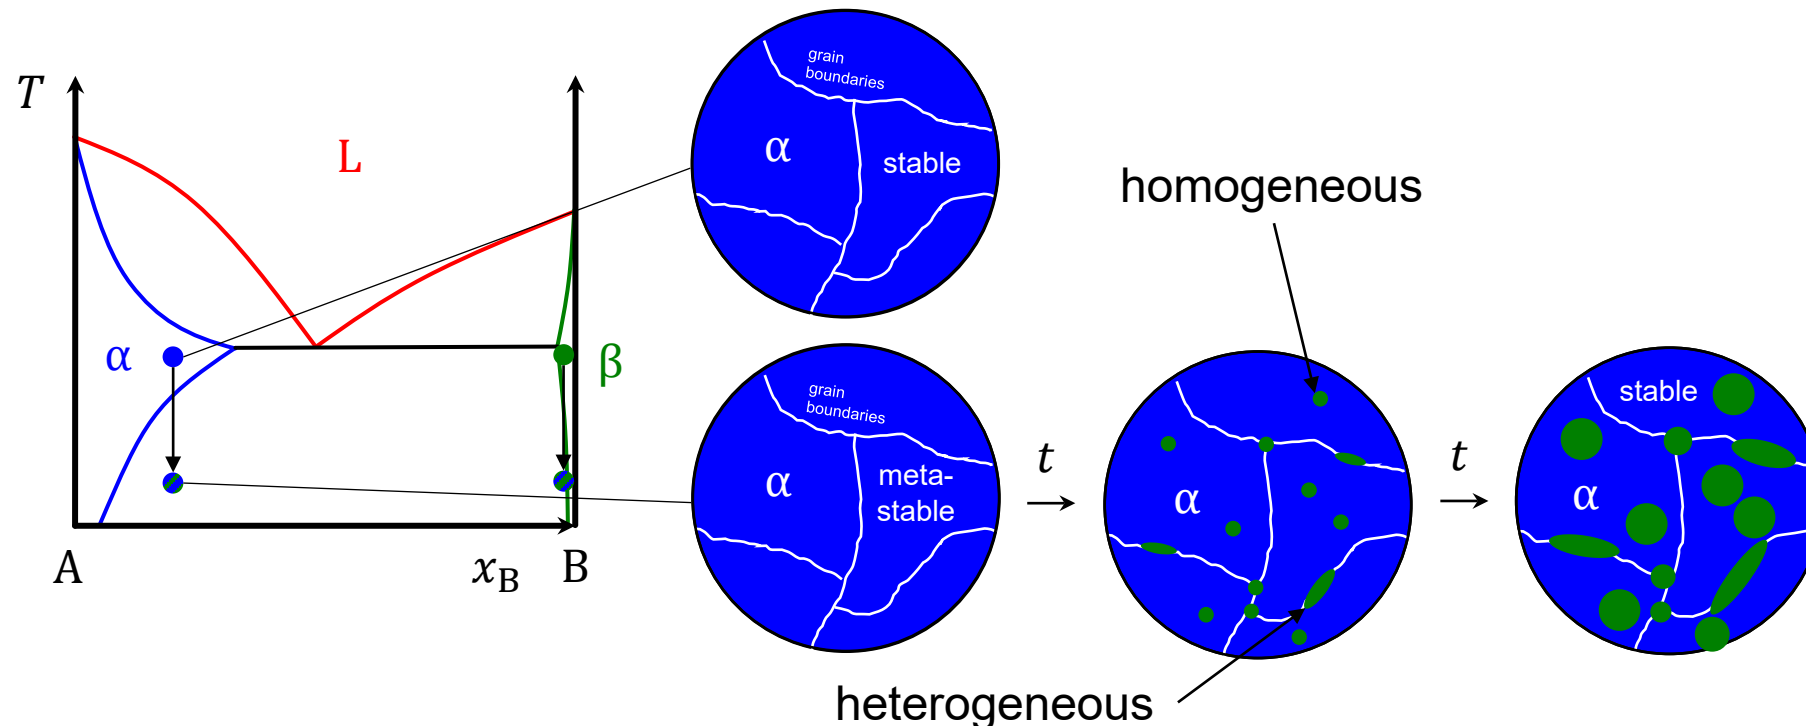 T
L
α
β
A
x_B
B
grain
boundaries
α
stable
grain
boundaries
α
meta-
stable
t
homogeneous
α
heterogeneous
t
stable
α